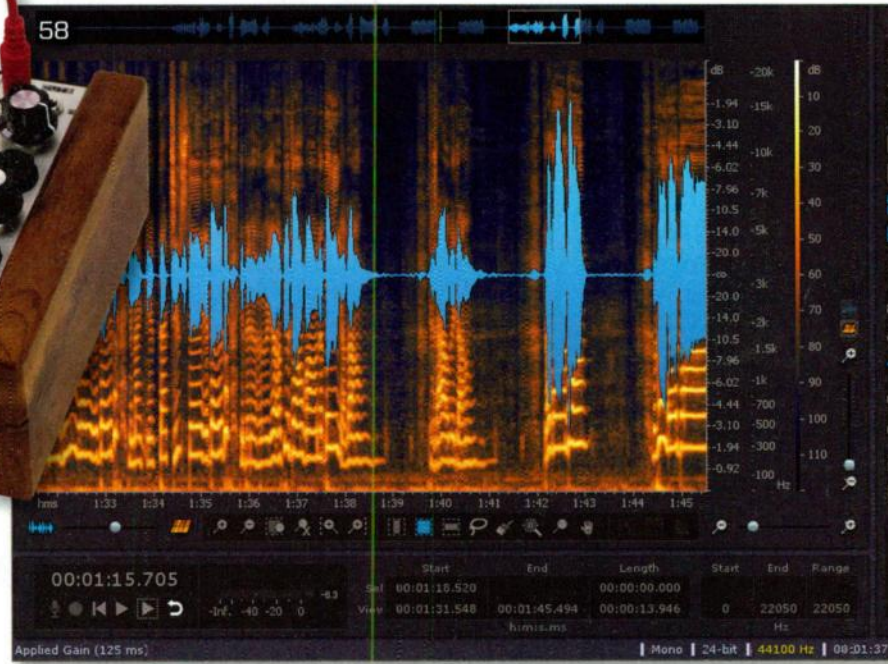 58
dB
-20k
dB
10
-1.94
-15k
-3.10
20
-4.44
-10k
-6.02
30
-7.96
-7k
40
-10.5
-14.0
-5k
50
-20.0
-∞
-3k
60
-20.0
70
-14.0
-2k
-10.5
-1.5k
80
-7.96
-6.02
-1k
90
-4.44
-700
-3.10
-500
100
-1.94
-300
110
-0.92
-100
Hz
hms 1:33 1:34 1:35 1:36 1:37 1:38 1:39 1:40 1:41 1:42 1:43 1:44 1:45
Start End Length Start End Range
00:01:15.705
Sel 00:01:18.520 00:00:00.000
-Inf. -40 -20 0 -8.3
View 00:01:31.548 00:01:45.494 00:00:13.946 0 22050 22050
h:m:s.ms Hz
Applied Gain (125 ms) | Mono | 24-bit | 44100 Hz | 00:01:37